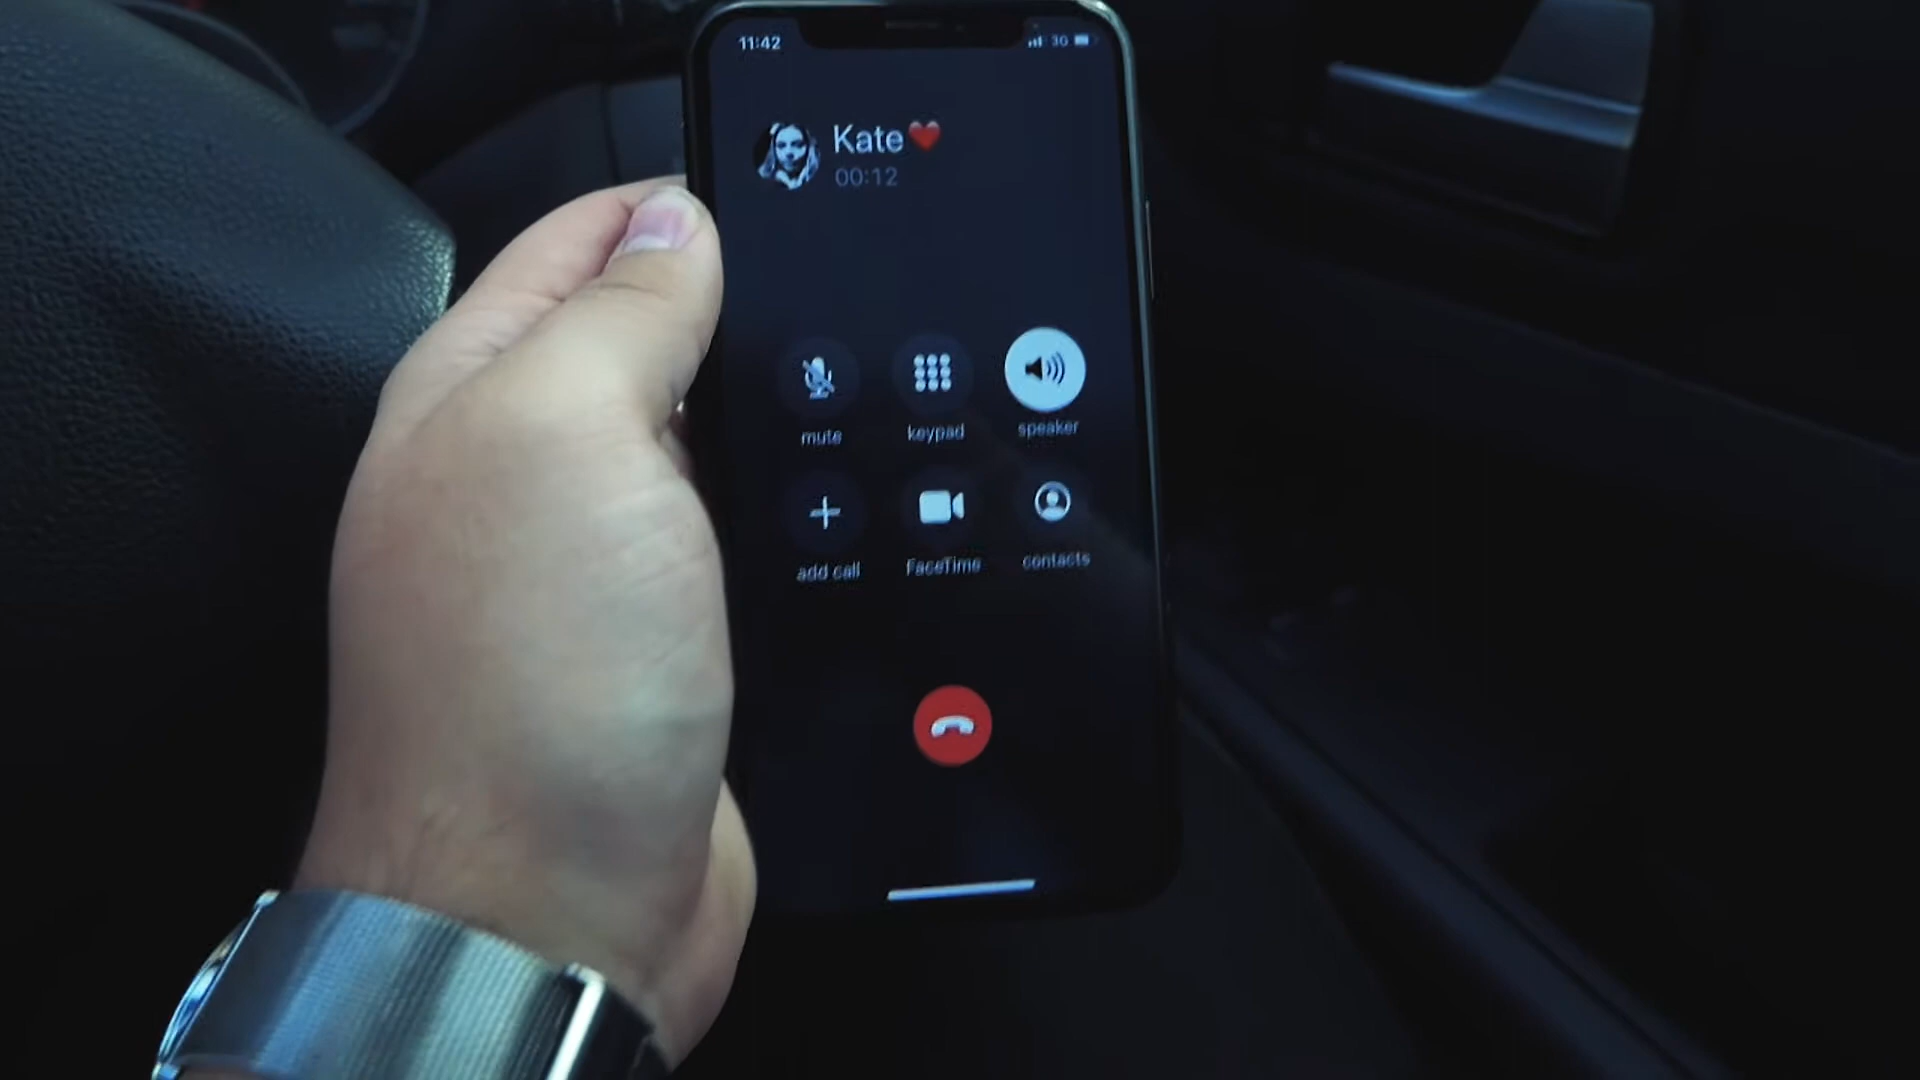 11:42 3G
Kate❤️
00:12
mute keypad speaker
add call FaceTime contacts